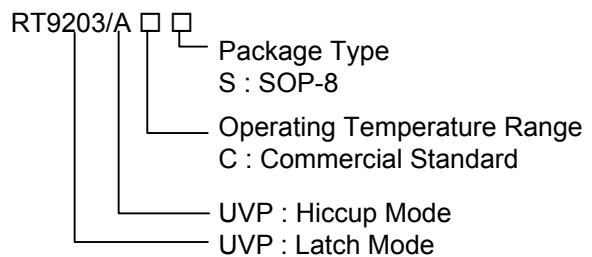 RT9203/A □ □
Package Type
S : SOP-8
Operating Temperature Range
C : Commercial Standard
UVP : Hiccup Mode
UVP : Latch Mode